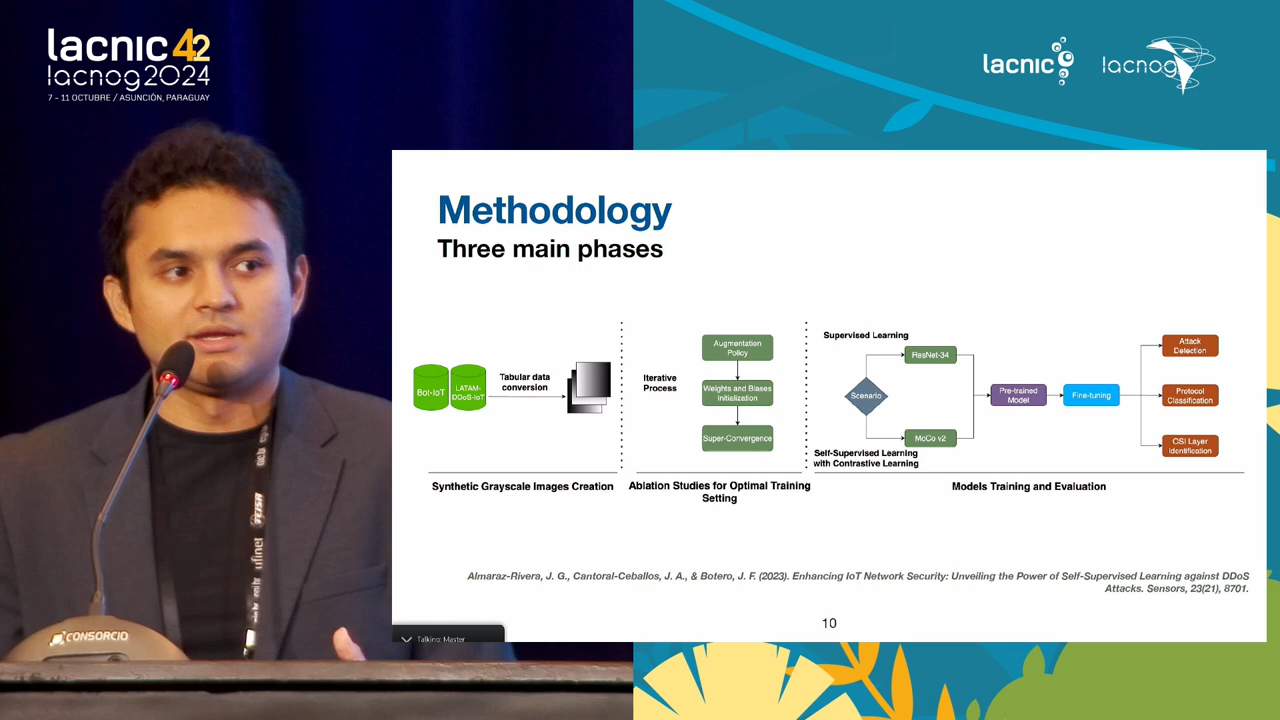 lacnic 42
lacnog2024
7 - 11 OCTUBRE / ASUNCIÓN, PARAGUAY
lacnic
lacnog
Methodology
Three main phases
Bot-IoT
LATAM-
DDoS-IoT
Tabular data
conversion
Iterative
Process
Augmentation
Policy
Weights and Biases
Initialization
Super-Convergence
Supervised Learning
ResNet-34
Scenario
MoCo v2
Self-Supervised Learning
with Contrastive Learning
Pre-trained
Model
Fine-tuning
Attack
Detection
Protocol
Classification
OSI Layer
Identification
Synthetic Grayscale Images Creation
Ablation Studies for Optimal Training
Setting
Models Training and Evaluation
Almaraz-Rivera, J. G., Cantoral-Ceballos, J. A., & Botero, J. F. (2023). Enhancing IoT Network Security: Unveiling the Power of Self-Supervised Learning against DDoS
Attacks. Sensors, 23(21), 8701.
10
Talking: Master
CONSORCIO
ufinet